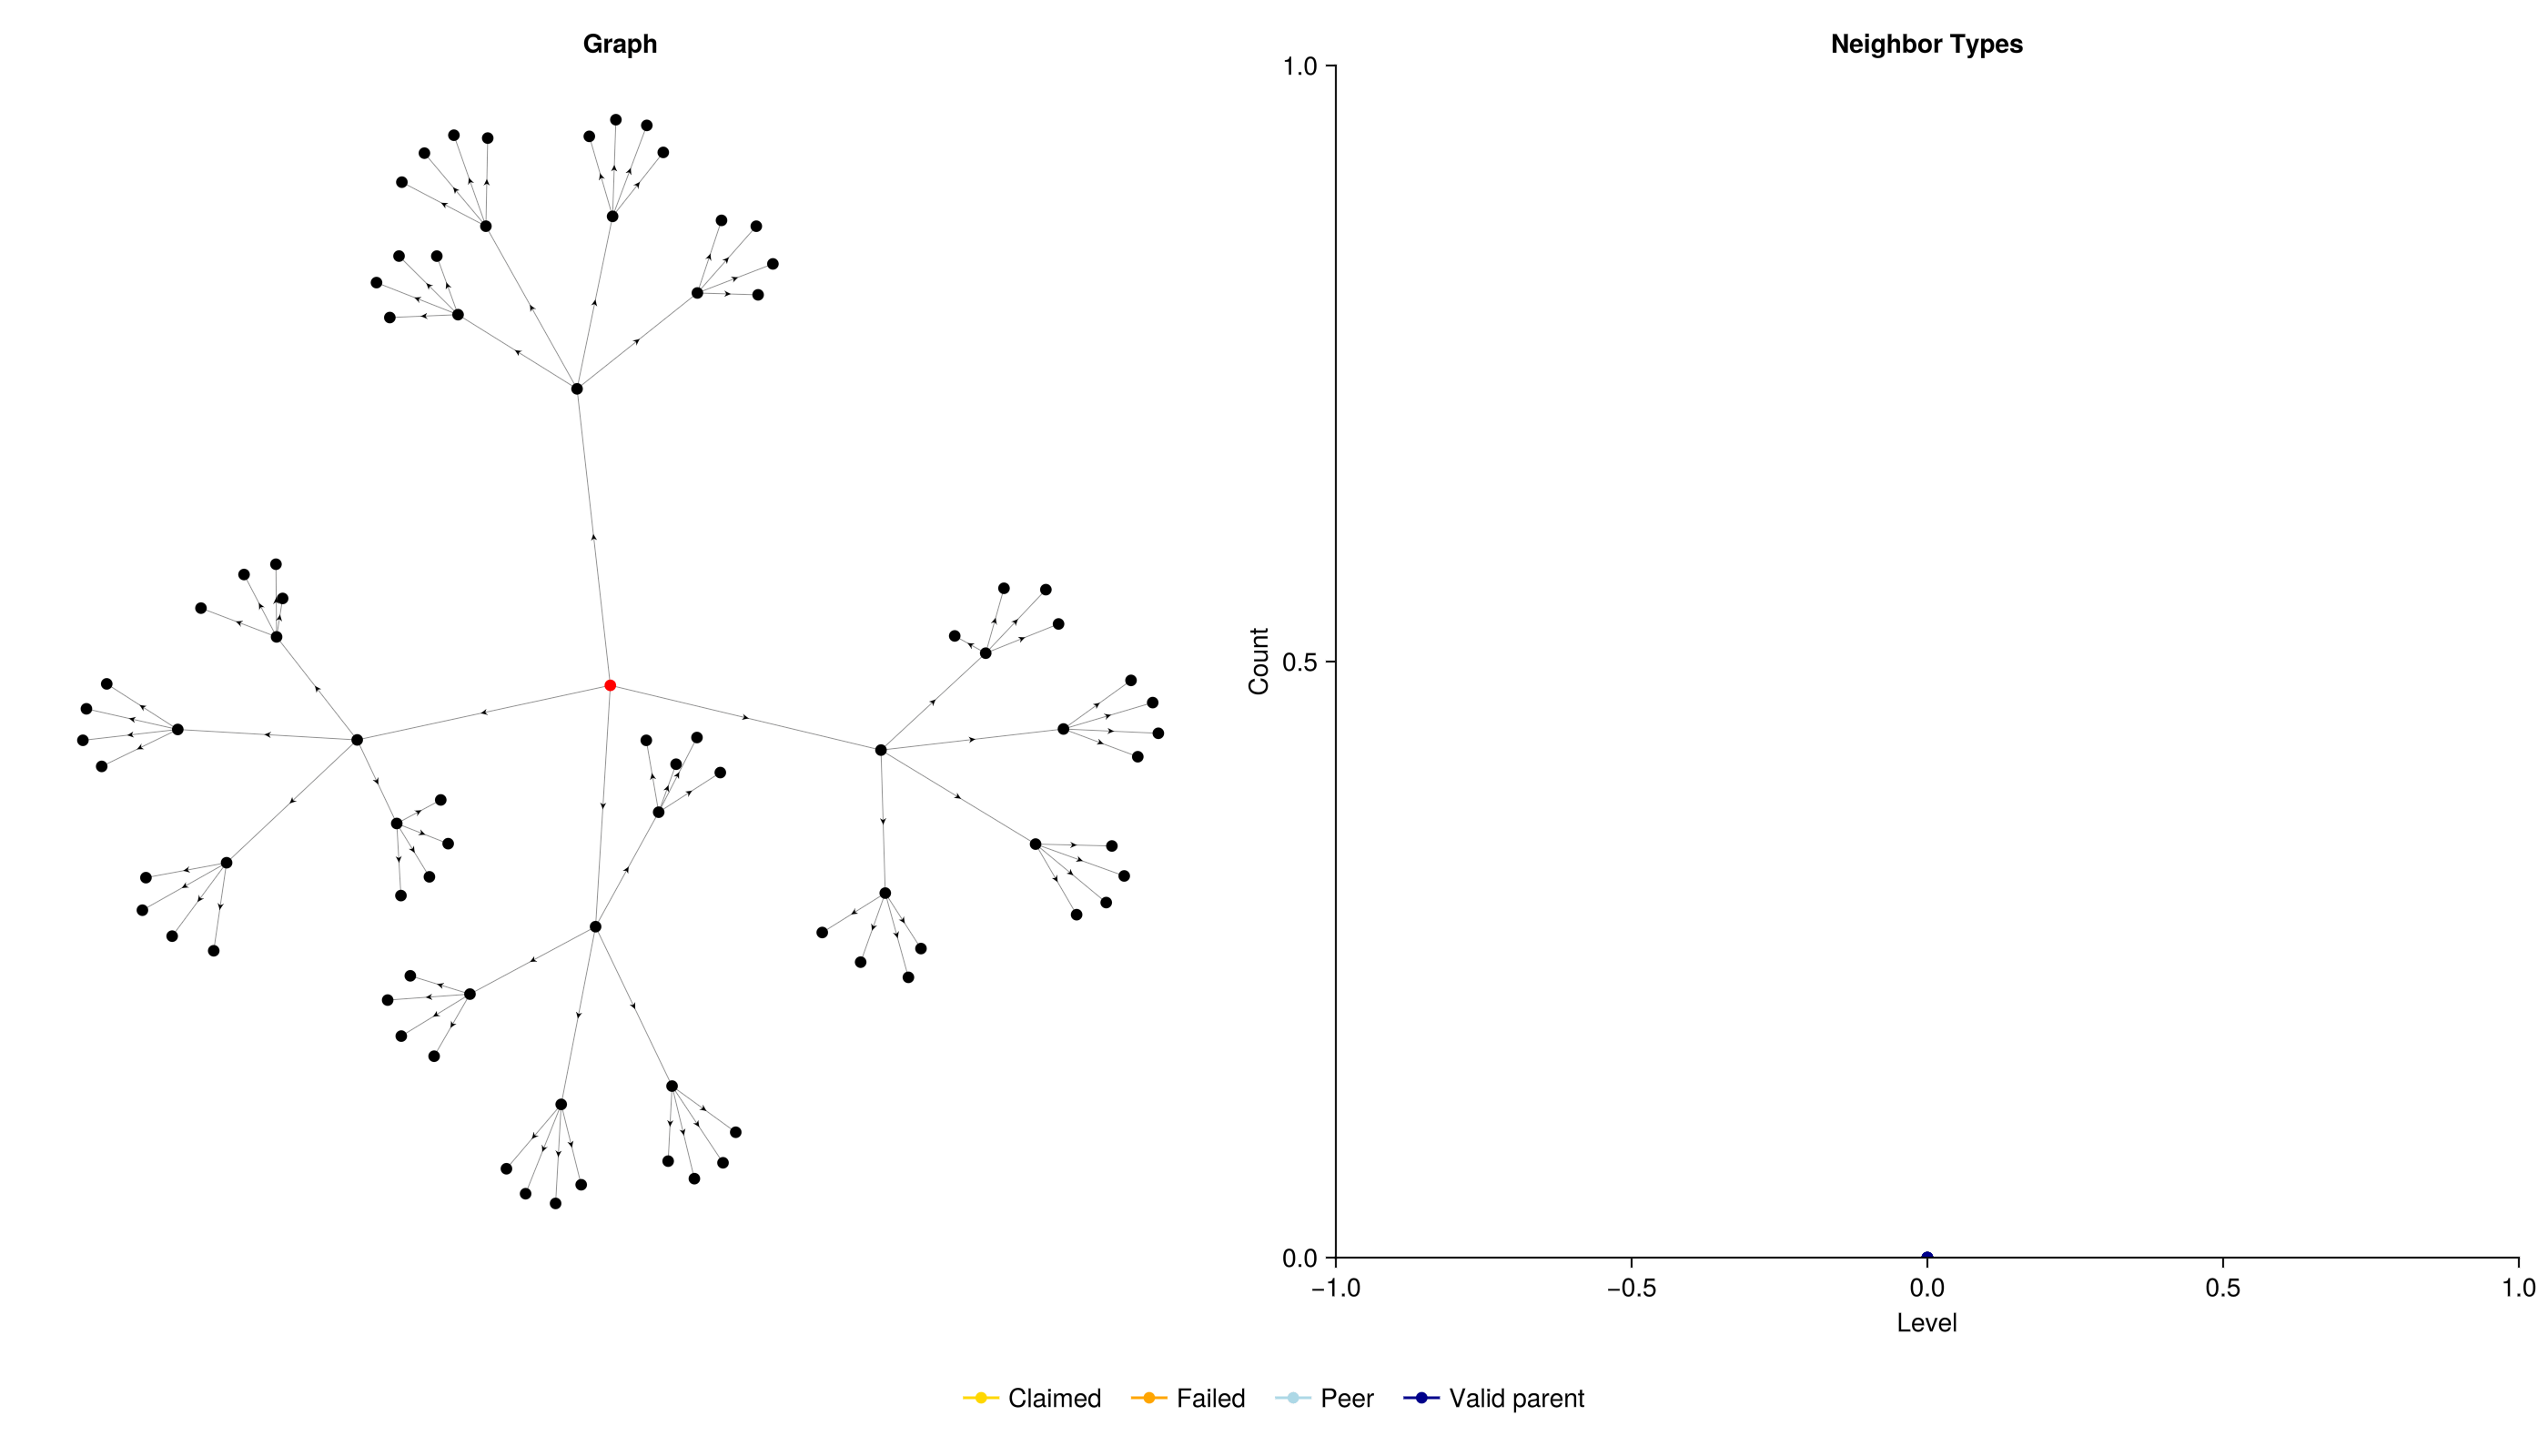 Graph
Neighbor Types
1.0
0.5
0.0
Count
−1.0 −0.5 0.0 0.5 1.0
Level
Claimed Failed Peer Valid parent